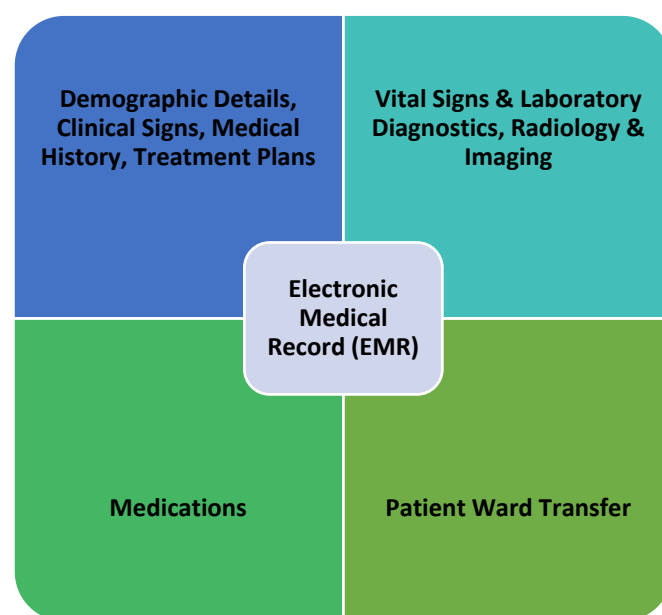 Demographic Details,
Clinical Signs, Medical
History, Treatment Plans
Vital Signs & Laboratory
Diagnostics, Radiology &
Imaging
Electronic
Medical
Record (EMR)
Medications
Patient Ward Transfer